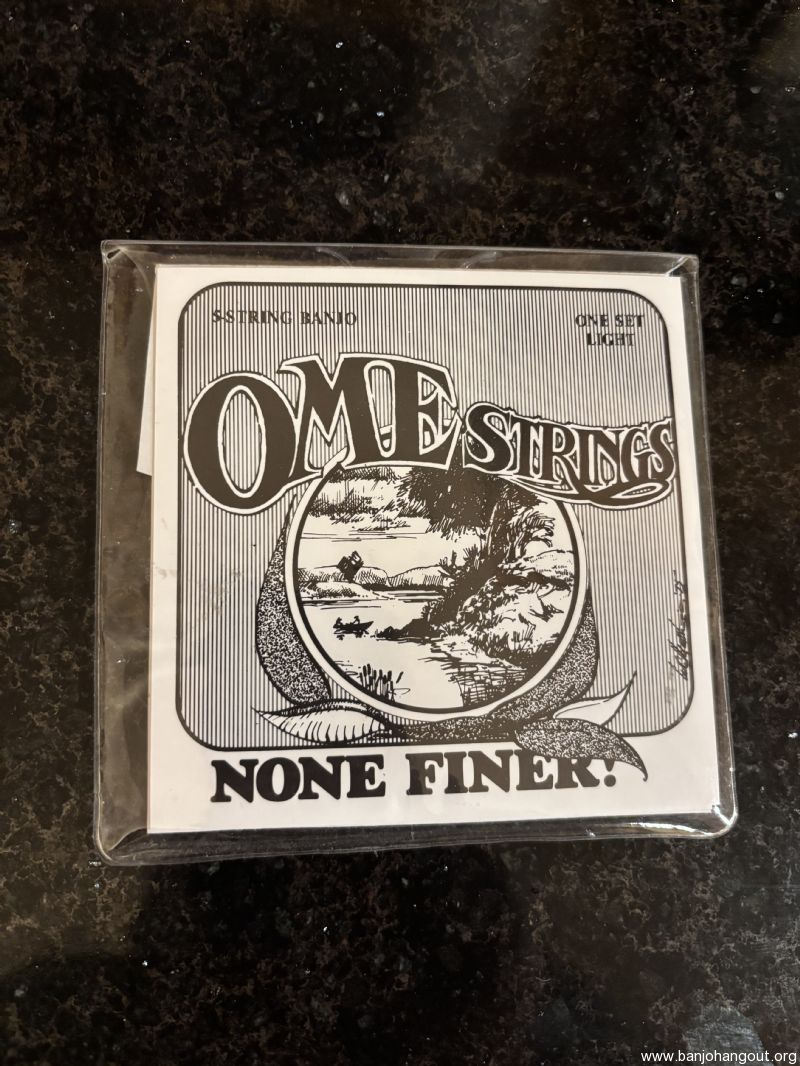 5-STRING BANJO
ONE SET
LIGHT
OME STRINGS
NONE FINER!
www.banjohangout.org